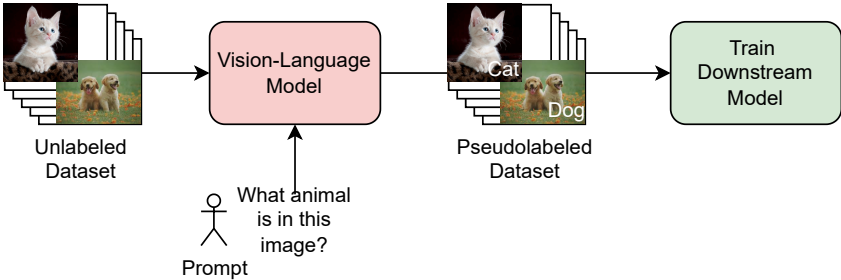 Unlabeled
Dataset
Vision-Language
Model
What animal
is in this
image?
Prompt
Cat
Dog
Pseudolabeled
Dataset
Train
Downstream
Model